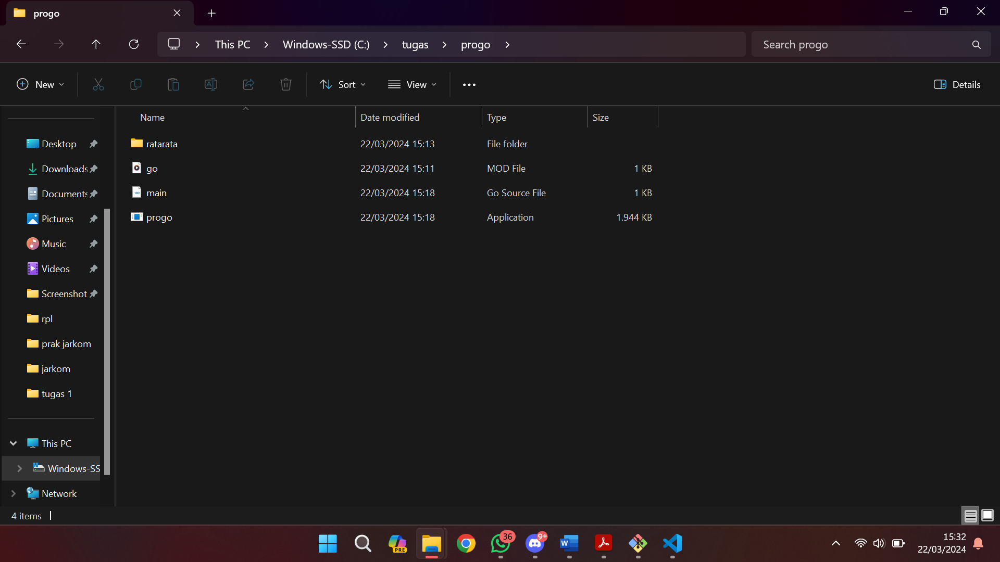 progo
This PC > Windows-SSD (C:) > tugas > progo >
Search progo
New
Sort
View
Details
Name Date modified Type Size
ratarata 22/03/2024 15:13 File folder
go 22/03/2024 15:11 MOD File 1 KB
main 22/03/2024 15:18 Go Source File 1 KB
progo 22/03/2024 15:18 Application 1.944 KB
Desktop
Downloads
Documents
Pictures
Music
Videos
Screenshot
rpl
prak jarkom
jarkom
tugas 1
This PC
Windows-SS
Network
4 items
PRE
36
9+
W
15:32
22/03/2024